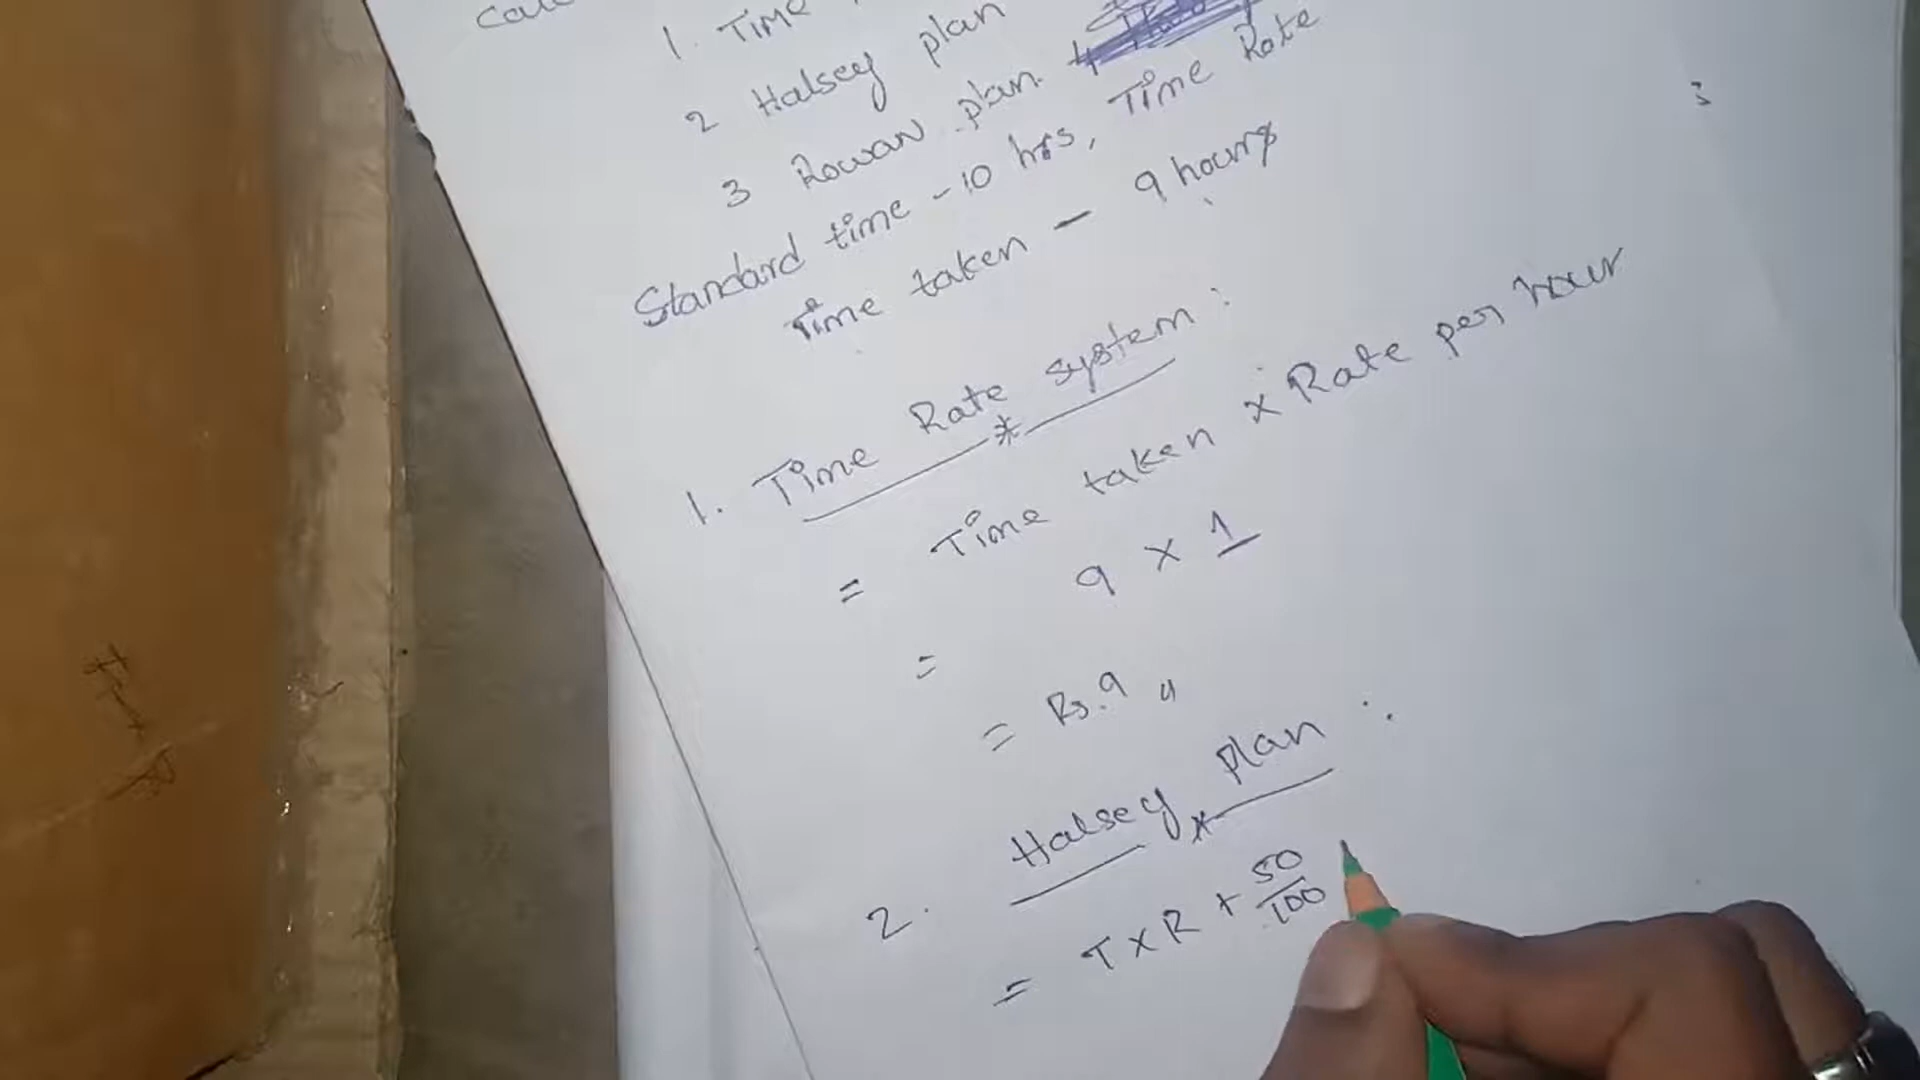 1. Time
2 Halsey plan
3 Rowan plan.
Standard time - 10 hrs, Time Rate
Time taken - 9 hours
1. Time Rate system:
= Time taken x Rate per hour
= 9 x 1
= Rs.9
2. Halsey plan:
= T x R + 50/100